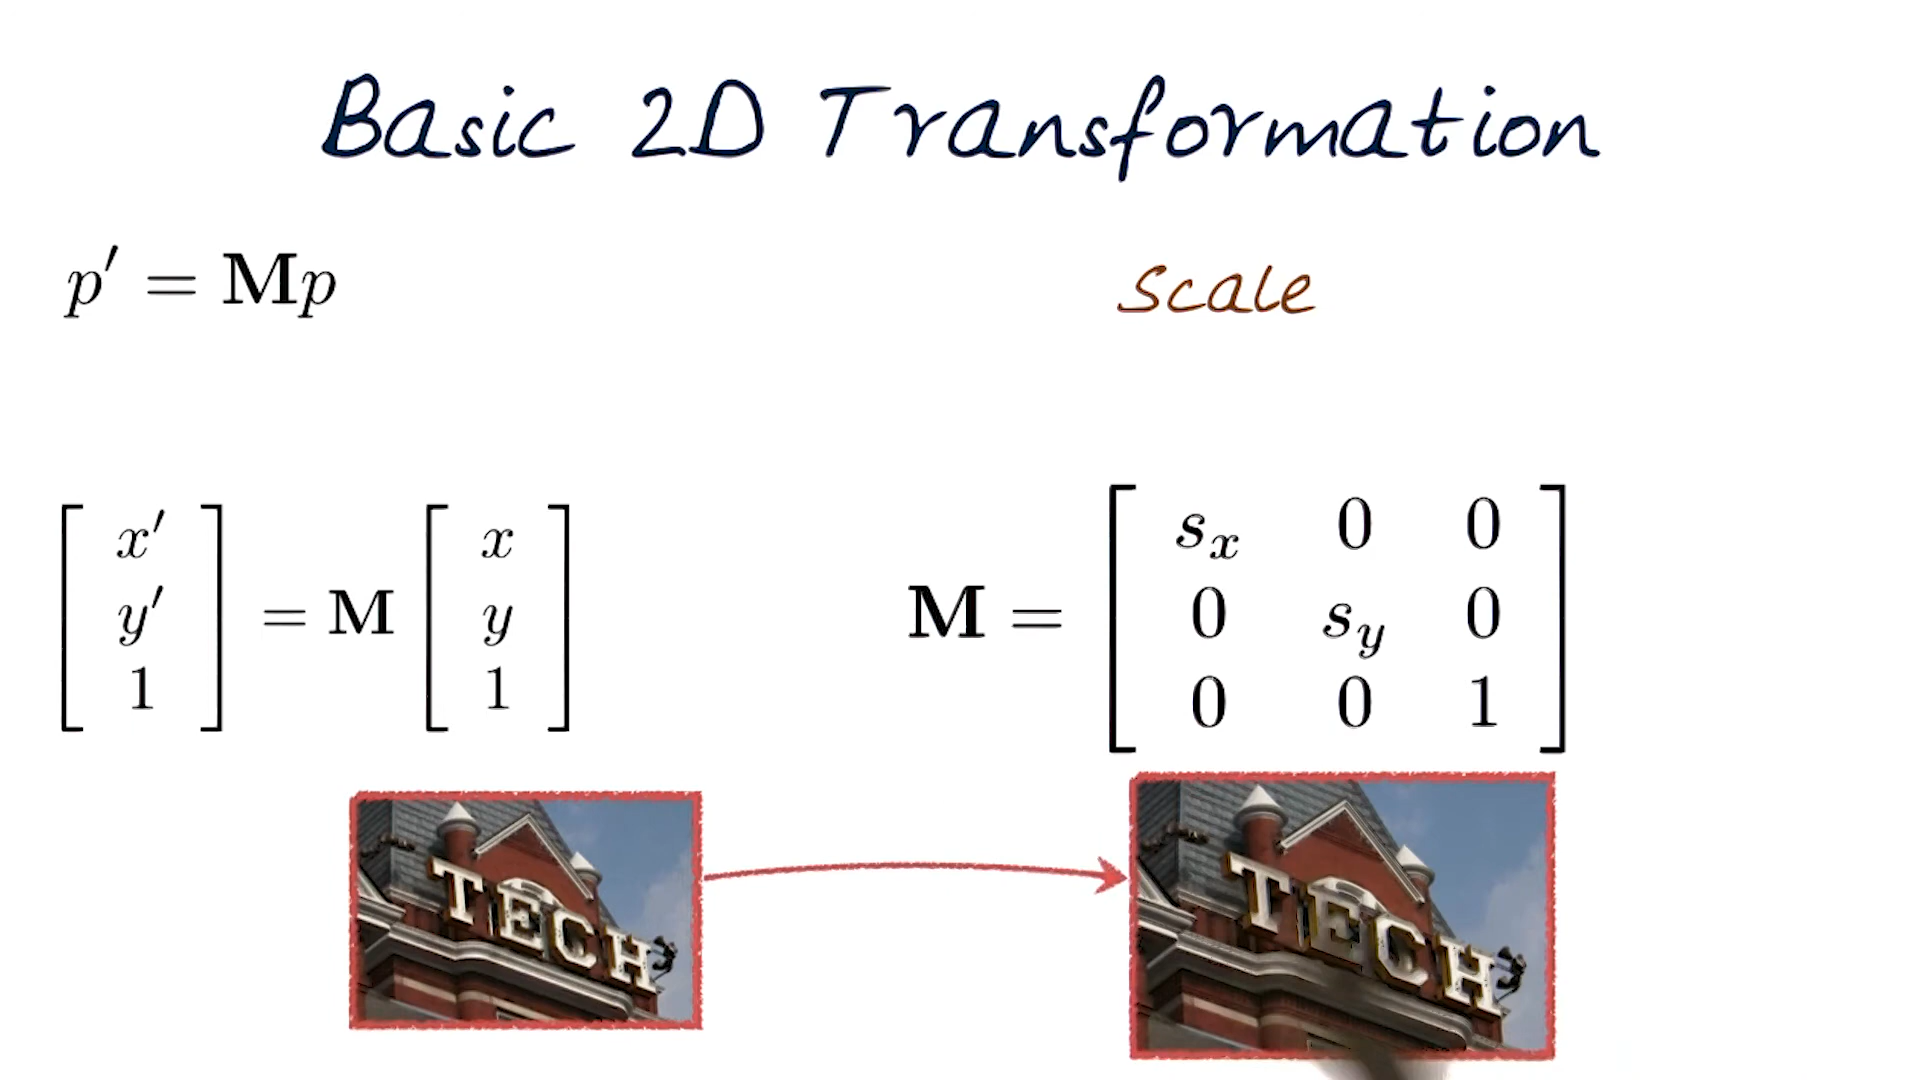 Basic 2D Transformation
p′ = Mp
scale
[ x′ ] [ x ]
[ y′ ] = M [ y ]
[ 1 ] [ 1 ]
M = [ s_x 0 0 ]
[ 0 s_y 0 ]
[ 0 0 1 ]
TECH
TECH